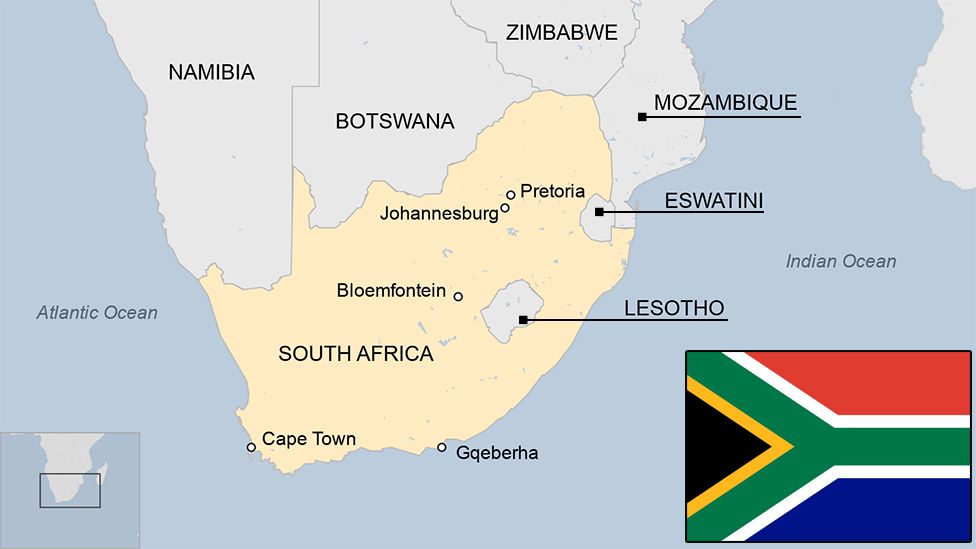 ZIMBABWE
NAMIBIA
MOZAMBIQUE
BOTSWANA
Pretoria
ESWATINI
Johannesburg
Indian Ocean
Bloemfontein
LESOTHO
Atlantic Ocean
SOUTH AFRICA
Cape Town
Gqeberha